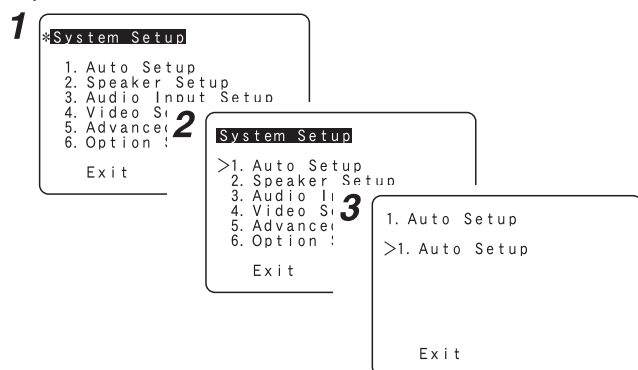 1
*System Setup
1. Auto Setup
2. Speaker Setup
3. Audio Input Setup
4. Video
5. Advanced
6. Option
Exit
2
System Setup
>1. Auto Setup
2. Speaker Setup
3. Audio
4. Video
5. Advanced
6. Option
Exit
3
1. Auto Setup
>1. Auto Setup
Exit